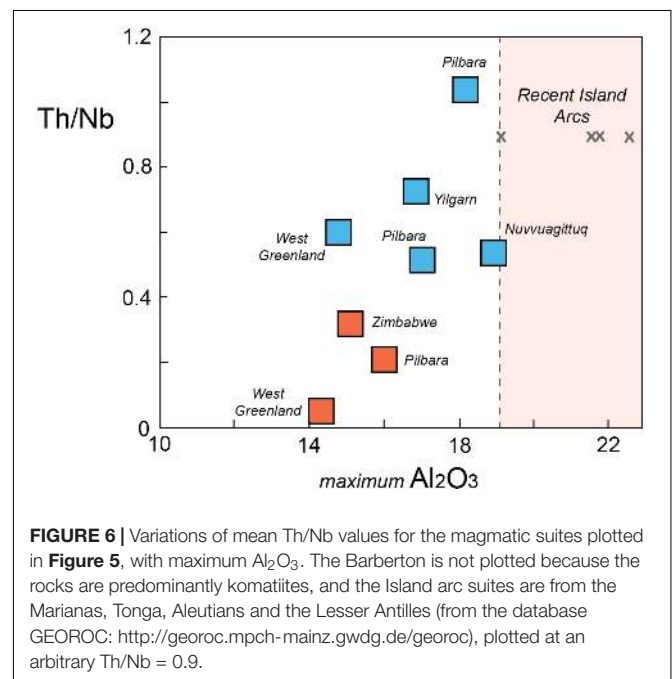 1.2
Pilbara
Th/Nb
Recent Island
Arcs
x x x x
0.8
Yilgarn
West
Greenland
Pilbara
Nuvvuagittuq
0.4
Zimbabwe
Pilbara
West
Greenland
0
10 14 18 22
maximum Al₂O₃
FIGURE 6 | Variations of mean Th/Nb values for the magmatic suites plotted
in Figure 5, with maximum Al₂O₃. The Barberton is not plotted because the
rocks are predominantly komatiites, and the Island arc suites are from the
Marianas, Tonga, Aleutians and the Lesser Antilles (from the database
GEOROC: http://georoc.mpch-mainz.gwdg.de/georoc), plotted at an
arbitrary Th/Nb = 0.9.